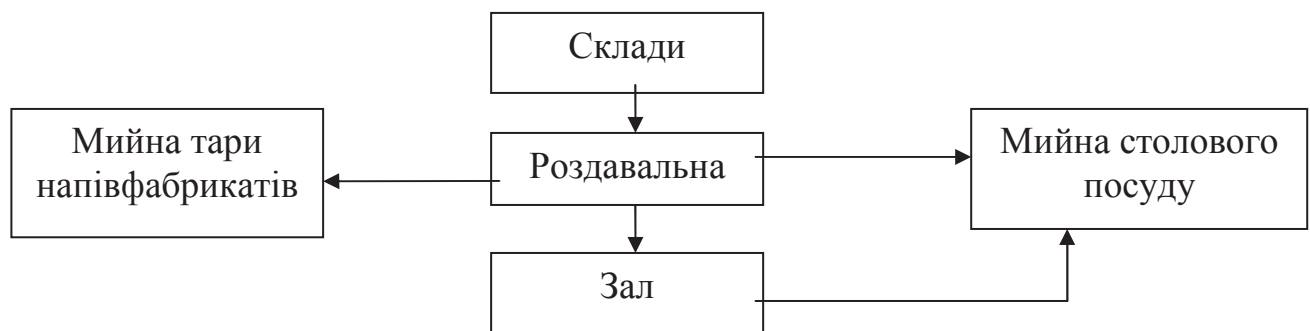 Склади
Мийна тари
напівфабрикатів
Роздавальна
Мийна столового
посуду
Зал